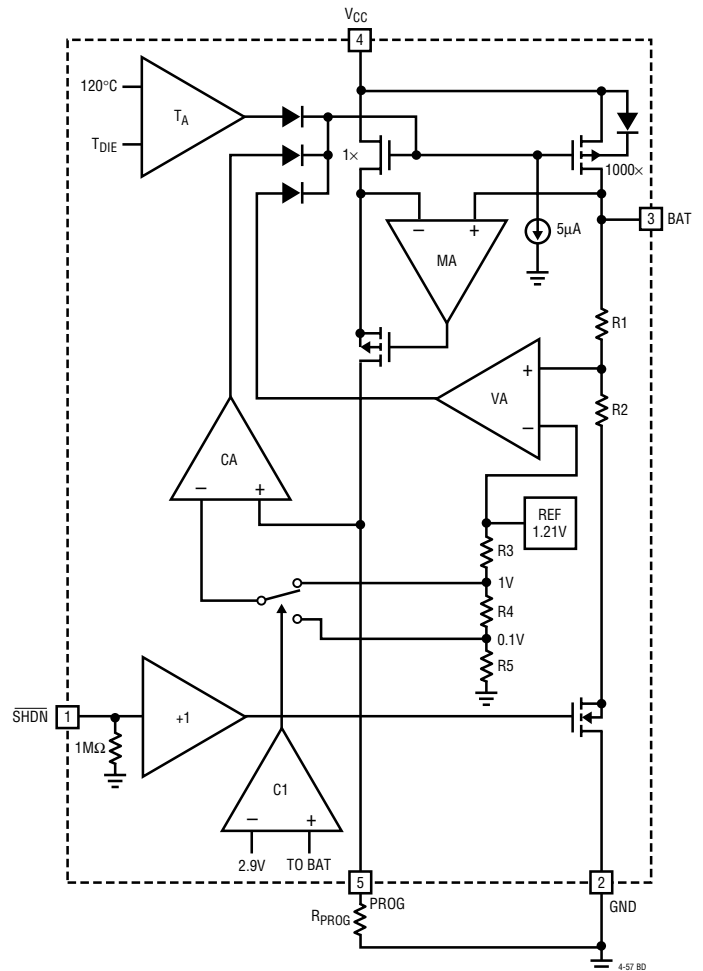 VCC
4
120°C
TA
TDIE
1×
1000×
3 BAT
5µA
– +
MA
R1
+
VA
–
R2
CA
– +
REF
1.21V
R3
1V
R4
0.1V
R5
SHDN 1
+1
1MΩ
C1
– +
2.9V TO BAT
5 PROG
2 GND
RPROG
4-57 BD